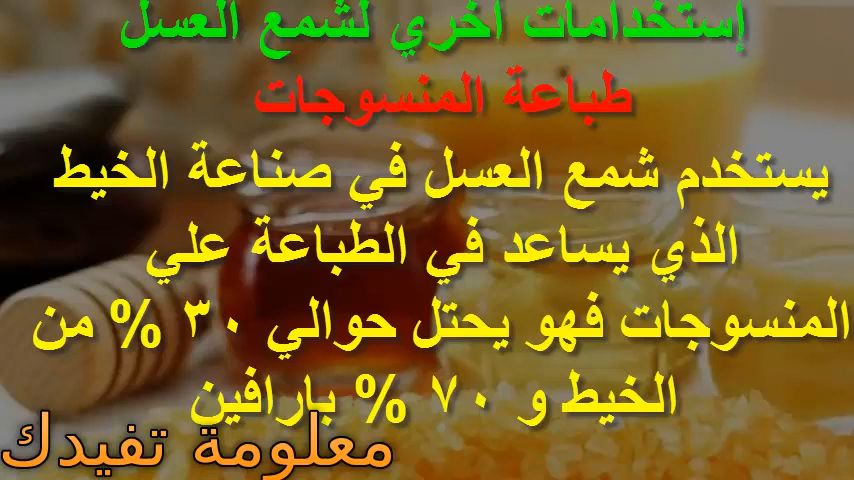 إستخدامات أخري لشمع العسل
طباعة المنسوجات
يستخدم شمع العسل في صناعة الخيط
الذي يساعد في الطباعة علي
المنسوجات فهو يحتل حوالي ٣٠ % من
الخيط و ٧٠ % بارافين
معلومة تفيدك